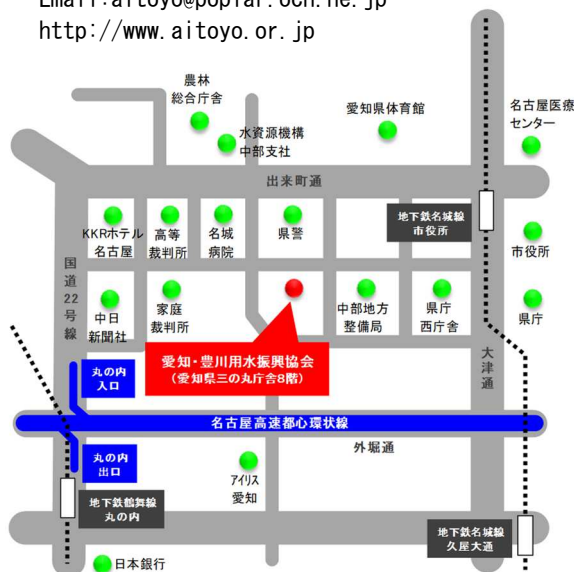 Email:aitoyo@poplar.ocn.ne.jp
http://www.aitoyo.or.jp
農林
総合庁舎
水資源機構
中部支社
愛知県体育館
名古屋医療
センター
出来町通
地下鉄名城線
市役所
KKRホテル
名古屋
高等
裁判所
名城
病院
県警
市役所
国道22号線
中日
新聞社
家庭
裁判所
中部地方
整備局
県庁
西庁舎
県庁
愛知・豊川用水振興協会
(愛知県三の丸庁舎8階)
大津通
丸の内
入口
名古屋高速都心環状線
外堀通
丸の内
出口
アイリス
愛知
地下鉄鶴舞線
丸の内
地下鉄名城線
久屋大通
日本銀行